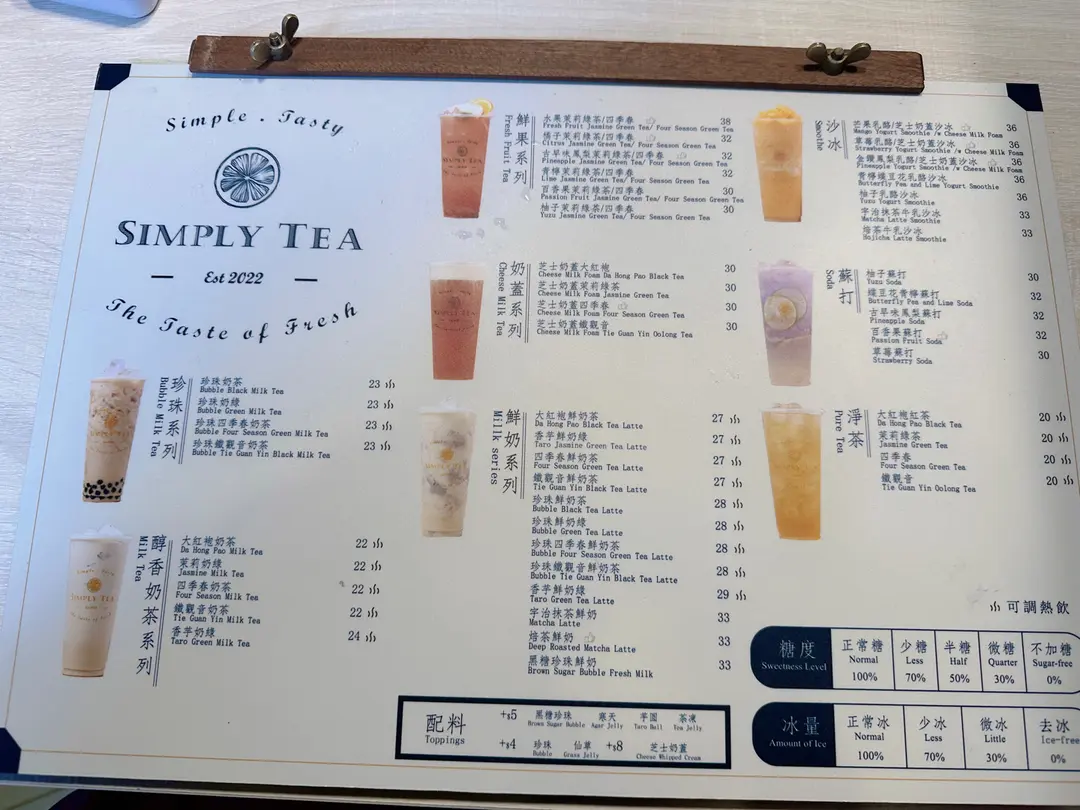 Simple . Tasty
SIMPLY TEA
Est 2022
The Taste of Fresh
珍珠系列
Bubble Milk Tea
珍珠奶茶 23
Bubble Black Milk Tea
珍珠奶綠 23
Bubble Green Milk Tea
珍珠四季春奶茶 23
Bubble Four Season Green Milk Tea
珍珠鐵觀音奶茶 23
Bubble Tie Guan Yin Black Milk Tea
醇香奶茶系列
Milk Tea
大紅袍奶茶 22
Da Hong Pao Milk Tea
茉莉奶綠 22
Jasmine Milk Tea
四季春奶茶 22
Four Season Milk Tea
鐵觀音奶茶 22
Tie Guan Yin Milk Tea
香芋奶綠 24
Taro Green Milk Tea
鮮果系列
Fresh Fruit Tea
水果茉莉綠茶/四季春 38
Fresh Fruit Jasmine Green Tea/ Four Season Green Tea
橘子茉莉綠茶/四季春 32
Citrus Jasmine Green Tea/ Four Season Green Tea
古早味鳳梨茉莉綠茶/四季春 32
Pineapple Jasmine Green Tea/ Four Season Green Tea
青檸茉莉綠茶/四季春 32
Lime Jasmine Green Tea/ Four Season Green Tea
百香果茉莉綠茶/四季春 30
Passion Fruit Jasmine Green Tea/ Four Season Green Tea
柚子茉莉綠茶/四季春 30
Yuzu Jasmine Green Tea/ Four Season Green Tea
奶蓋系列
Cheese Milk Tea
芝士奶蓋大紅袍 30
Cheese Milk Foam Da Hong Pao Black Tea
芝士奶蓋茉莉綠茶 30
Cheese Milk Foam Jasmine Green Tea
芝士奶蓋四季春 30
Cheese Milk Foam Four Season Green Tea
芝士奶蓋鐵觀音 30
Cheese Milk Foam Tie Guan Yin Oolong Tea
鮮奶系列
Millk series
大紅袍鮮奶茶 27
Da Hong Pao Black Tea Latte
香芋鮮奶綠 27
Taro Jasmine Green Tea Latte
四季春鮮奶茶 27
Four Season Green Tea Latte
鐵觀音鮮奶茶 27
Tie Guan Yin Black Tea Latte
珍珠鮮奶茶 28
Bubble Black Tea Latte
珍珠鮮奶綠 28
Bubble Green Tea Latte
珍珠四季春鮮奶茶 28
Bubble Four Season Green Tea Latte
珍珠鐵觀音鮮奶茶 28
Bubble Tie Guan Yin Black Tea Latte
香芋鮮奶綠 29
Taro Green Tea Latte
宇治抹茶鮮奶 33
Matcha Latte
焙茶鮮奶 33
Deep Roasted Matcha Latte
黑糖珍珠鮮奶 33
Brown Sugar Bubble Fresh Milk
沙冰
Smoothe
芒果乳酪/芝士奶蓋沙冰 36
Mango Yogurt Smoothie /w Cheese Milk Foam
草莓乳酪/芝士奶蓋沙冰 36
Strawberry Yogurt Smoothie /w Cheese Milk Foam
金鑽鳳梨乳酪/芝士奶蓋沙冰 36
Pineapple Yogurt Smoothie /w Cheese Milk Foam
青檸蝶豆花乳酪沙冰 36
Butterfly Pea and Lime Yogurt Smoothie
柚子乳酪沙冰 36
Yuzu Yogurt Smoothie
宇治抹茶牛乳沙冰 33
Matcha Latte Smoothie
焙茶牛乳沙冰 33
Hojicha Latte Smoothie
蘇打
Soda
柚子蘇打 30
Yuzu Soda
蝶豆花青檸蘇打 32
Butterfly Pea and Lime Soda
古早味鳳梨蘇打 32
Pineapple Soda
百香果蘇打 32
Passion Fruit Soda
草莓蘇打 30
Strawberry Soda
淨茶
Pure Tea
大紅袍紅茶 20
Da Hong Pao Black Tea
茉莉綠 20
Jasmine Green Tea
四季春 20
Four Season Green Tea
鐵觀音 20
Tie Guan Yin Oolong Tea
可調熱飲
糖度 正常糖 少糖 半糖 微糖 不加糖
Sweetness Level Normal Less Half Quarter Sugar-free
100% 70% 50% 30% 0%
冰量 正常冰 少冰 微冰 去冰
Amount of Ice Normal Less Little Ice-free
100% 70% 30% 0%
配料 +$5 黑糖珍珠 寒天 芋圓 茶凍
Toppings Brown Sugar Bubble Agar Jelly Taro Ball Tea Jelly
+$4 珍珠 仙草 +$8 芝士奶蓋
Bubble Grass Jelly Cheese Whipped Cream